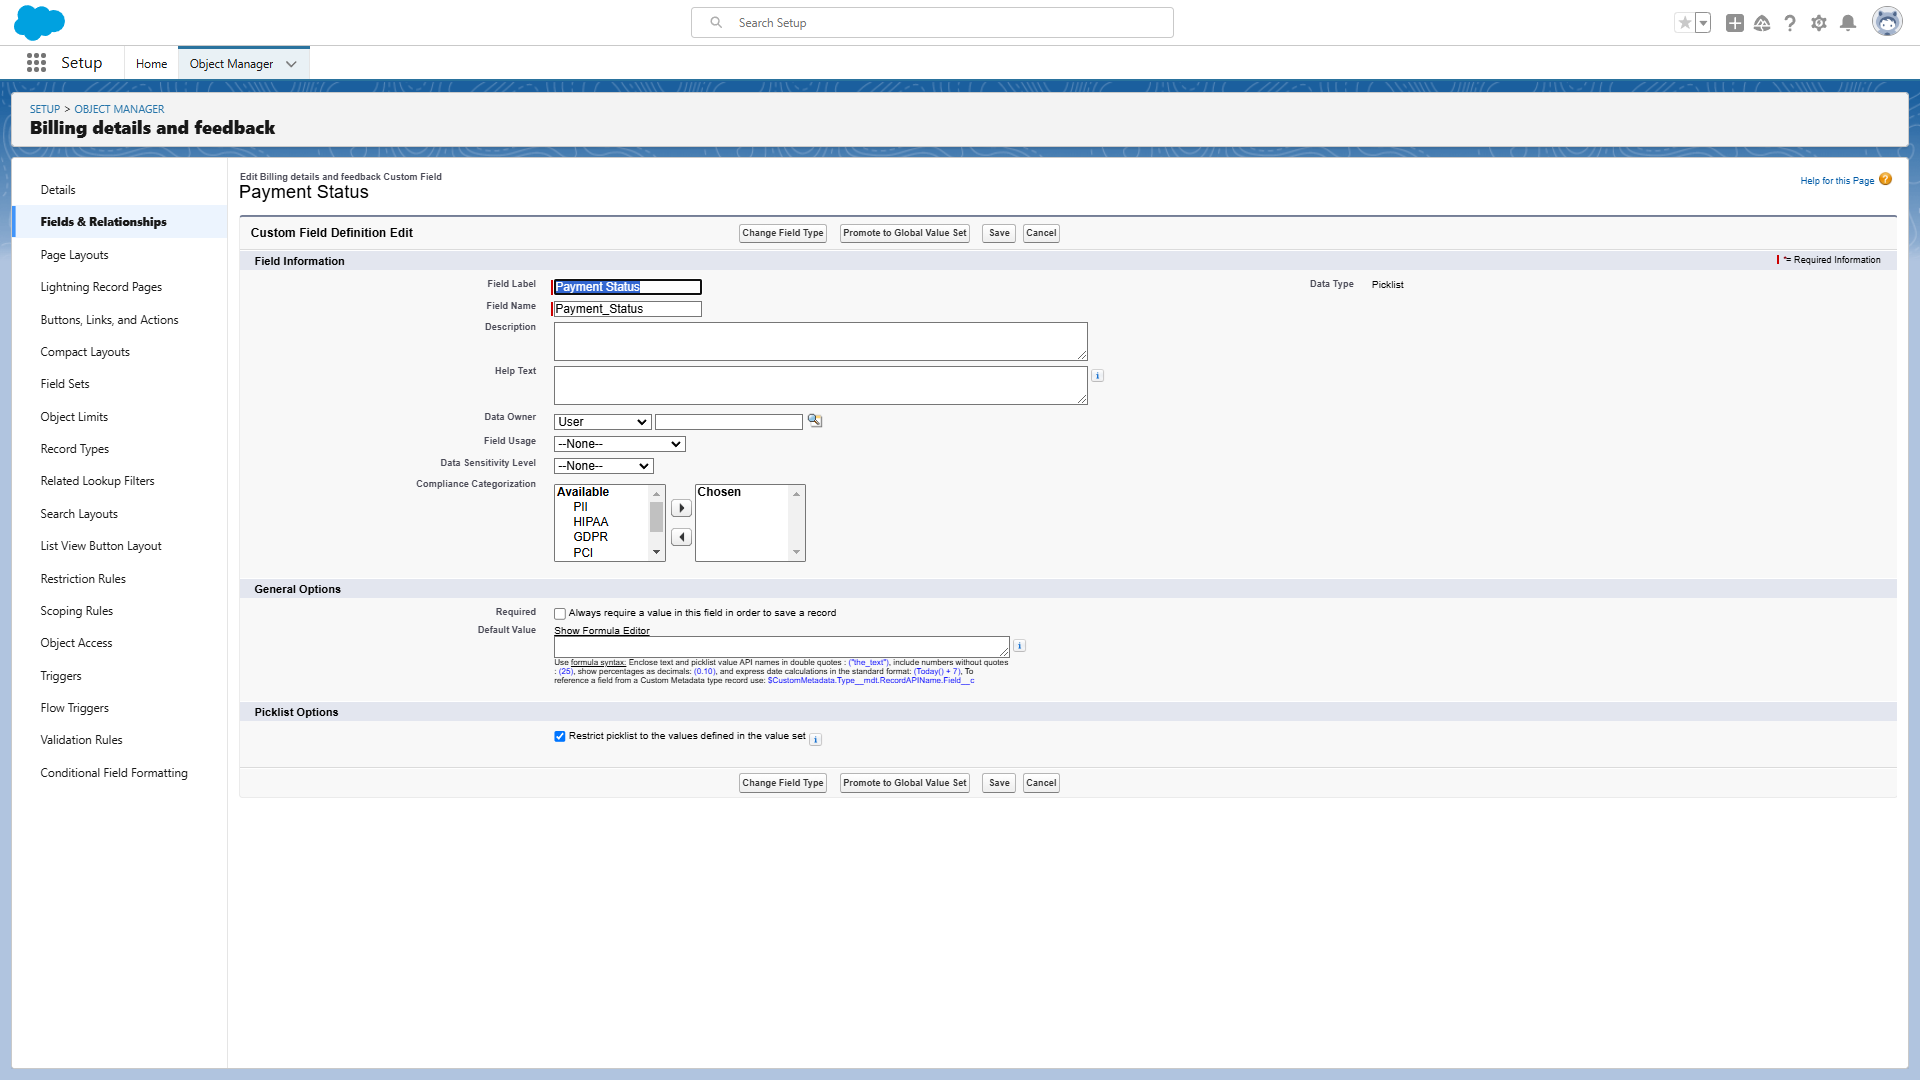 Search Setup
Setup
Home
Object Manager
SETUP > OBJECT MANAGER
Billing details and feedback
Details
Fields & Relationships
Page Layouts
Lightning Record Pages
Buttons, Links, and Actions
Compact Layouts
Field Sets
Object Limits
Record Types
Related Lookup Filters
Search Layouts
List View Button Layout
Restriction Rules
Scoping Rules
Object Access
Triggers
Flow Triggers
Validation Rules
Conditional Field Formatting
Edit Billing details and feedback Custom Field
Payment Status
Help for this Page
Custom Field Definition Edit
Change Field Type
Promote to Global Value Set
Save
Cancel
Field Information
*= Required Information
Field Label
Payment Status
Data Type
Picklist
Field Name
Payment_Status
Description
Help Text
Data Owner
User
Field Usage
--None--
Data Sensitivity Level
--None--
Compliance Categorization
Available
PII
HIPAA
GDPR
PCI
Chosen
General Options
Required
Always require a value in this field in order to save a record
Default Value
Show Formula Editor
Use formula syntax: Enclose text and picklist value API names in double quotes : ("the_text"), include numbers without quotes
: (25), show percentages as decimals: (0.10), and express date calculations in the standard format: (Today() + 7), To
reference a field from a Custom Metadata type record use: $CustomMetadata.Type__mdt.RecordAPIName.Field__c
Picklist Options
Restrict picklist to the values defined in the value set
Change Field Type
Promote to Global Value Set
Save
Cancel